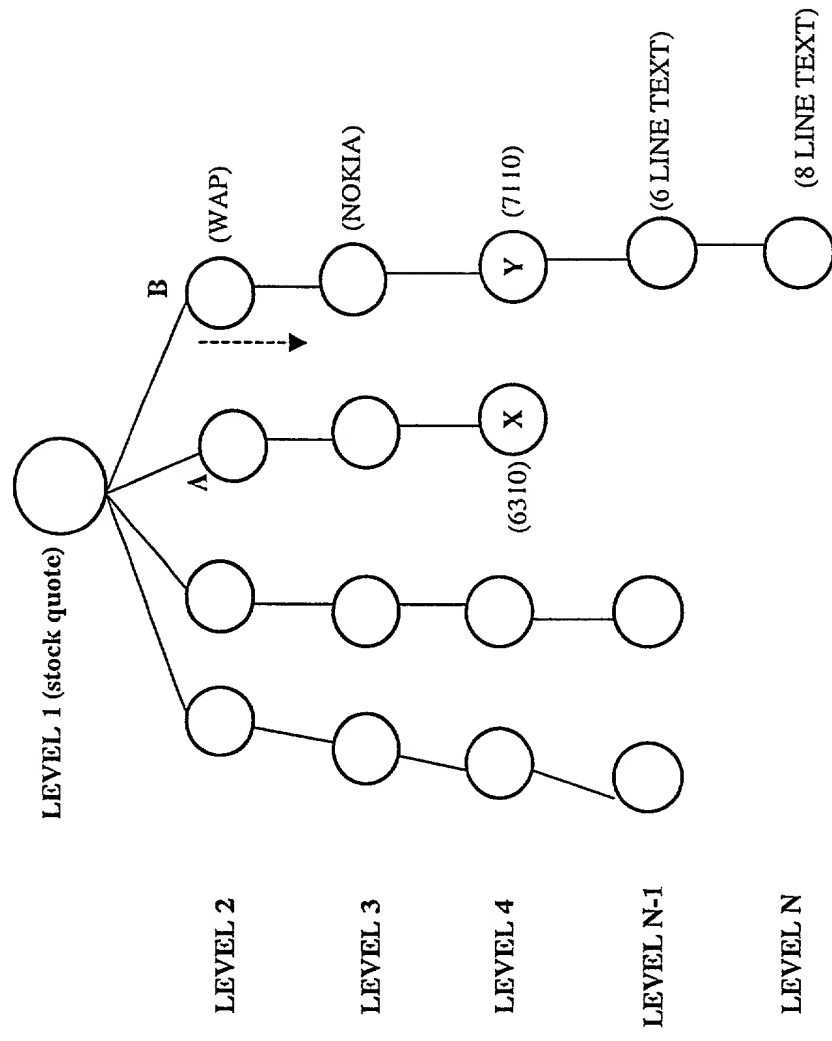 LEVEL 1 (stock quote)
B
(WAP)
A
LEVEL 2
(NOKIA)
LEVEL 3
(7110)
Y
X
(6310)
LEVEL 4
(6 LINE TEXT)
LEVEL N-1
(8 LINE TEXT)
LEVEL N